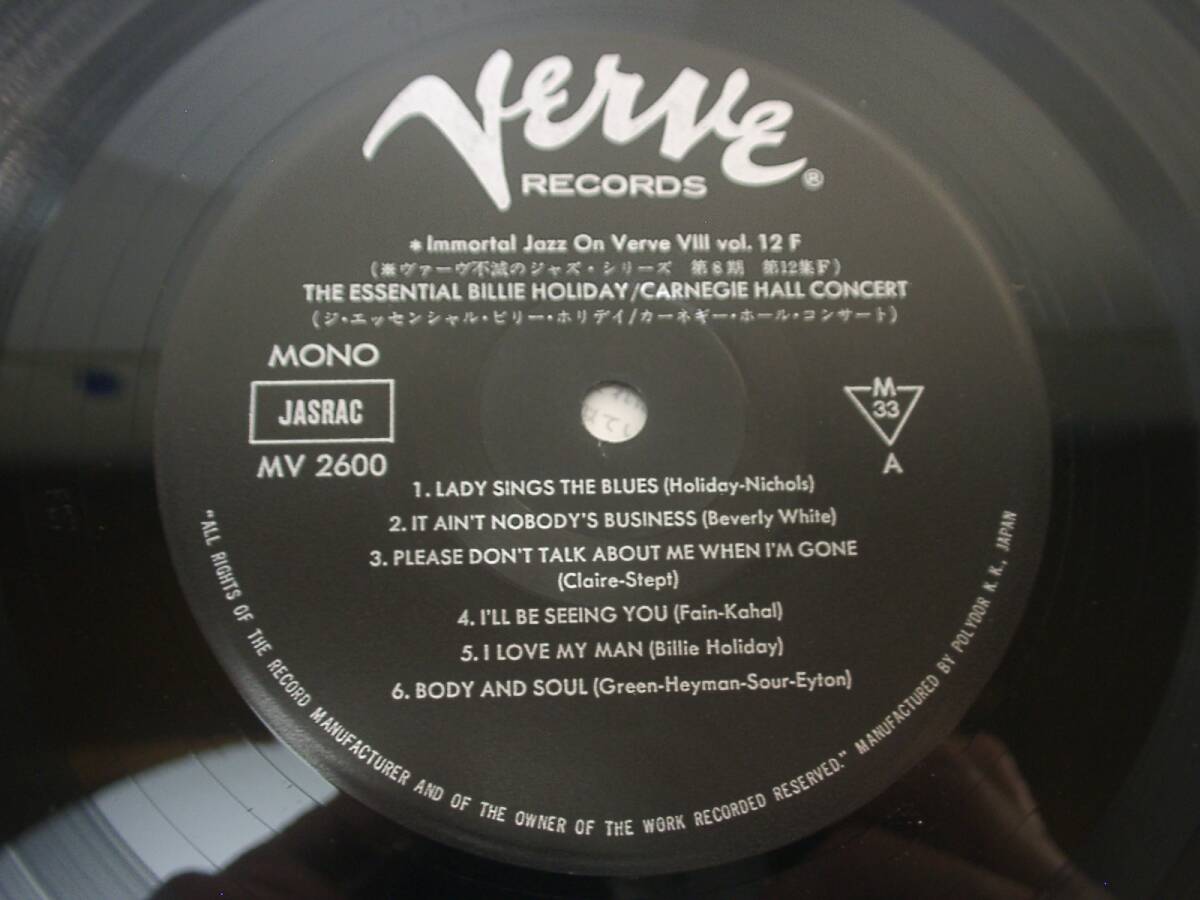 Verve
RECORDS ®
* Immortal Jazz On Verve VIII vol. 12 F
(※ヴァーヴ不滅のジャズ・シリーズ 第8期 第12集F)
THE ESSENTIAL BILLIE HOLIDAY/CARNEGIE HALL CONCERT
(ジ・エッセンシャル・ビリー・ホリデイ/カーネギー・ホール・コンサート)
MONO
JASRAC
MV 2600
M
33
A
1. LADY SINGS THE BLUES (Holiday-Nichols)
2. IT AIN'T NOBODY'S BUSINESS (Beverly White)
3. PLEASE DON'T TALK ABOUT ME WHEN I'M GONE
(Claire-Stept)
4. I'LL BE SEEING YOU (Fain-Kahal)
5. I LOVE MY MAN (Billie Holiday)
6. BODY AND SOUL (Green-Heyman-Sour-Eyton)
"ALL RIGHTS OF THE RECORD MANUFACTURER AND OF THE OWNER OF THE WORK RECORDED RESERVED." MANUFACTURED BY POLYDOR K. K., JAPAN